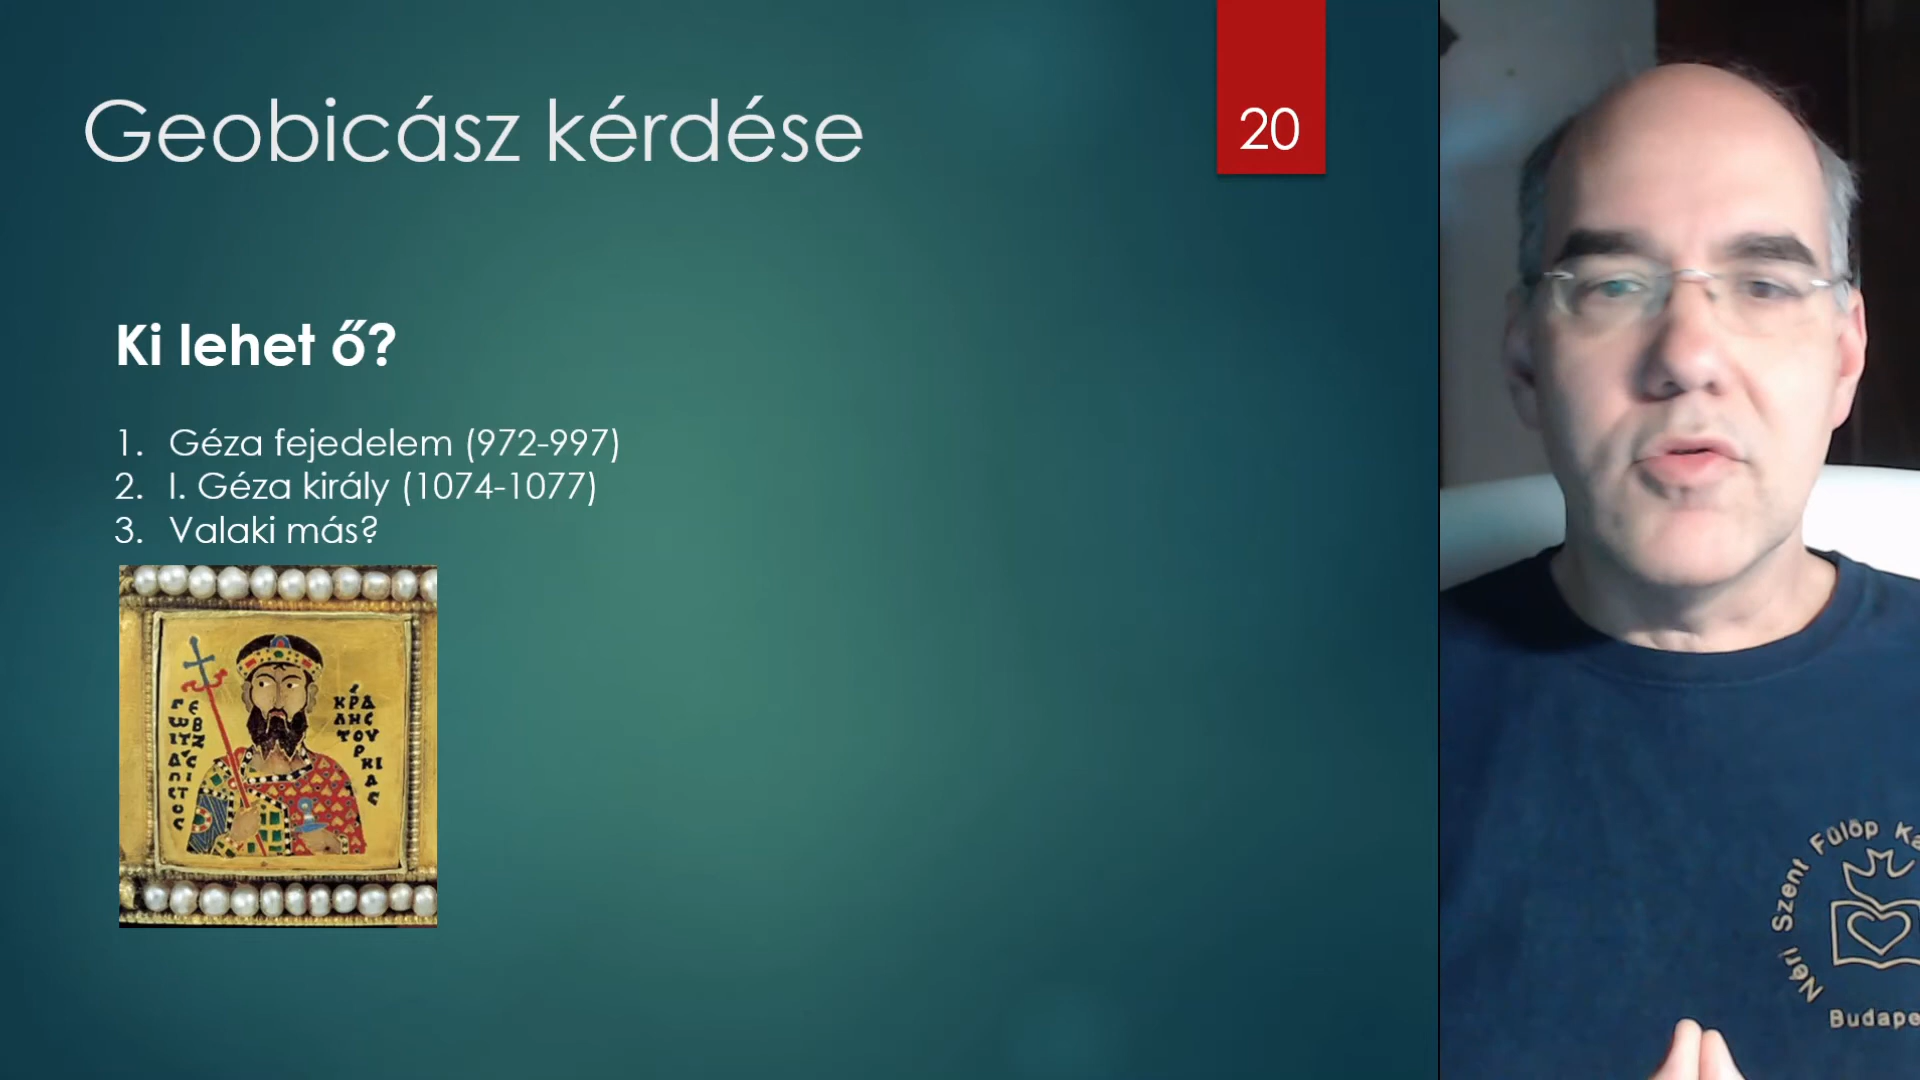 Geobicász kérdése
20
Ki lehet ő?
1. Géza fejedelem (972-997)
2. I. Géza király (1074-1077)
3. Valaki más?
Néri Szent Fülöp Ka
Budape